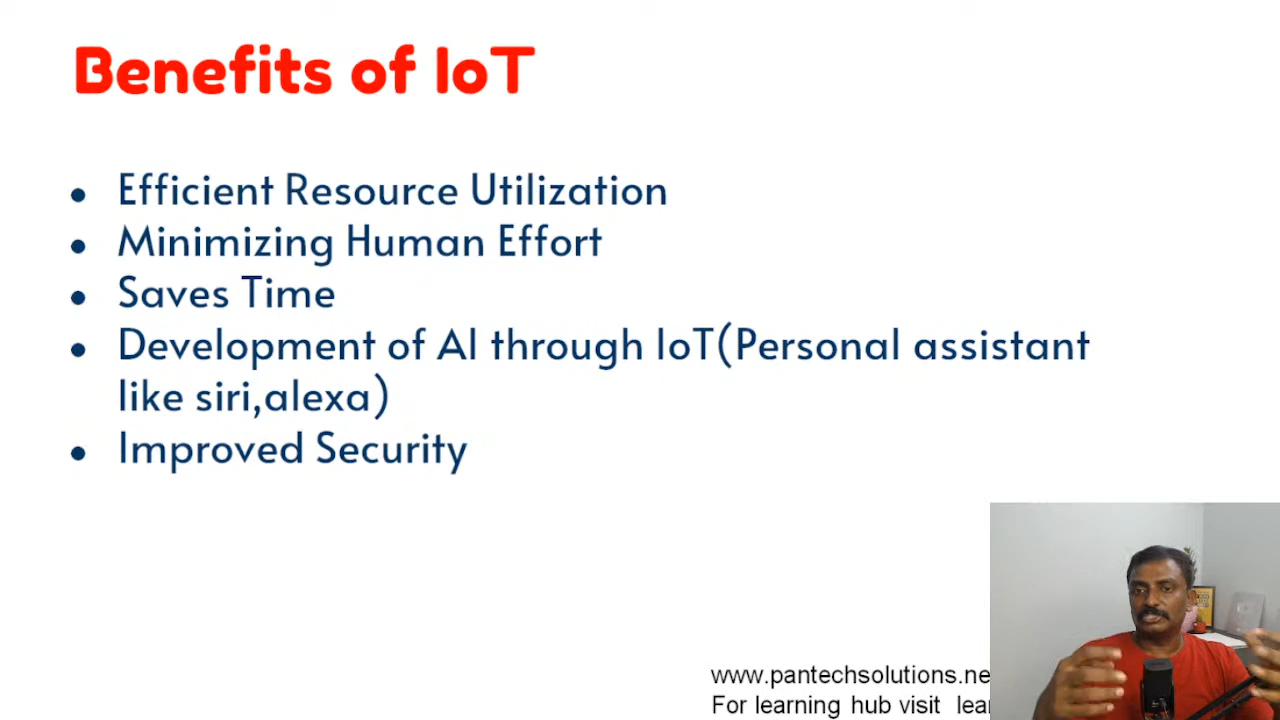 Benefits of IoT
● Efficient Resource Utilization
● Minimizing Human Effort
● Saves Time
● Development of AI through IoT(Personal assistant
like siri,alexa)
● Improved Security
www.pantechsolutions.ne
For learning hub visit lear